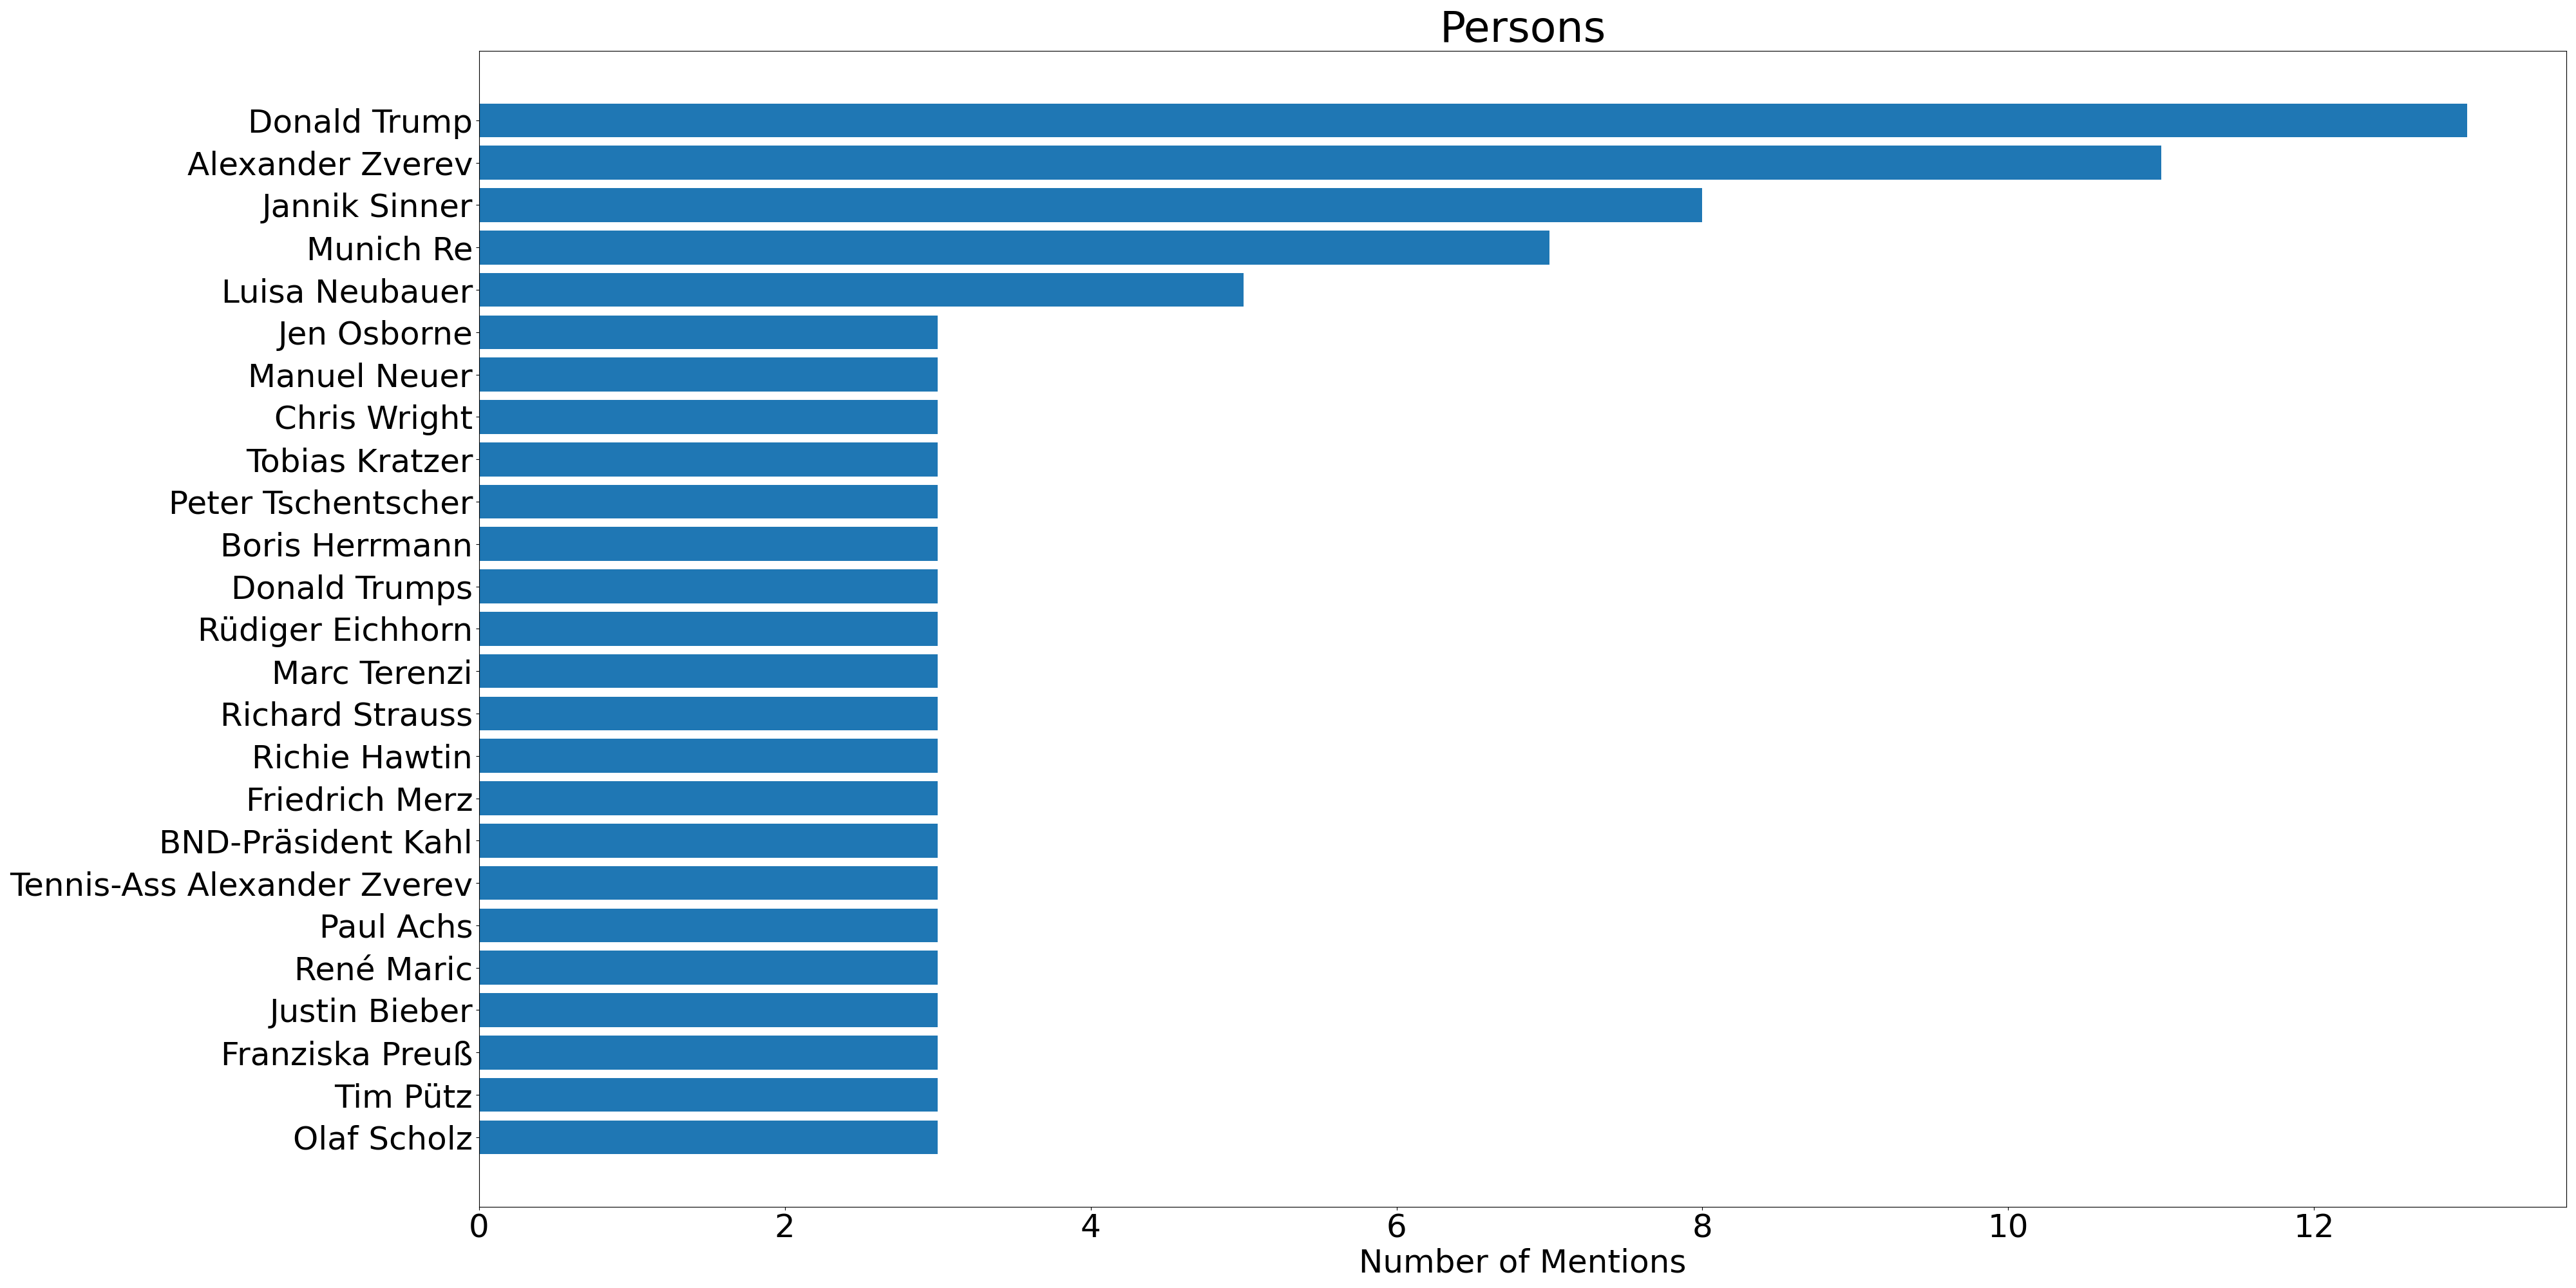 Persons
Donald Trump
Alexander Zverev
Jannik Sinner
Munich Re
Luisa Neubauer
Jen Osborne
Manuel Neuer
Chris Wright
Tobias Kratzer
Peter Tschentscher
Boris Herrmann
Donald Trumps
Rüdiger Eichhorn
Marc Terenzi
Richard Strauss
Richie Hawtin
Friedrich Merz
BND-Präsident Kahl
Tennis-Ass Alexander Zverev
Paul Achs
René Maric
Justin Bieber
Franziska Preuß
Tim Pütz
Olaf Scholz
0 2 4 6 8 10 12
Number of Mentions